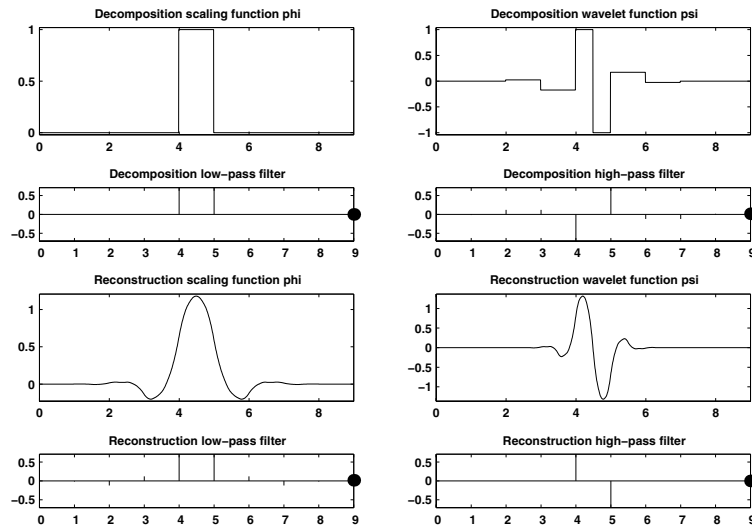 Decomposition scaling function phi
1
0.5
0
0 2 4 6 8
Decomposition wavelet function psi
1
0.5
0
−0.5
−1
0 2 4 6 8
Decomposition low−pass filter
0.5
0
−0.5
0 1 2 3 4 5 6 7 8 9
Decomposition high−pass filter
0.5
0
−0.5
0 1 2 3 4 5 6 7 8 9
Reconstruction scaling function phi
1
0.5
0
0 2 4 6 8
Reconstruction wavelet function psi
1
0.5
0
−0.5
−1
0 2 4 6 8
Reconstruction low−pass filter
0.5
0
−0.5
0 1 2 3 4 5 6 7 8 9
Reconstruction high−pass filter
0.5
0
−0.5
0 1 2 3 4 5 6 7 8 9